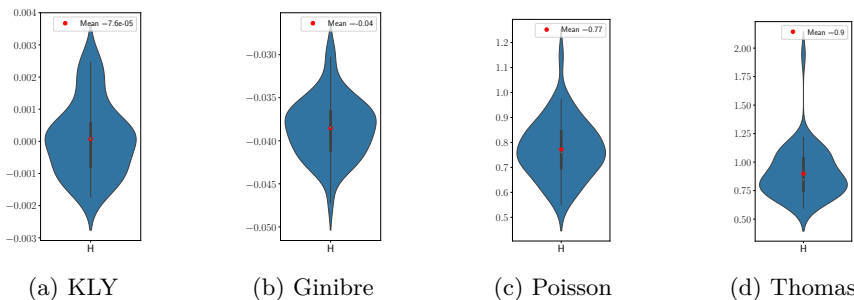 Mean −7.6e-05
0.004
0.003
0.002
0.001
0.000
−0.001
−0.002
−0.003
H
(a) KLY
Mean=-0.04
−0.030
−0.035
−0.040
−0.045
−0.050
H
(b) Ginibre
Mean −0.77
1.2
1.1
1.0
0.9
0.8
0.7
0.6
0.5
H
(c) Poisson
Mean −0.9
2.00
1.75
1.50
1.25
1.00
0.75
0.50
H
(d) Thomas